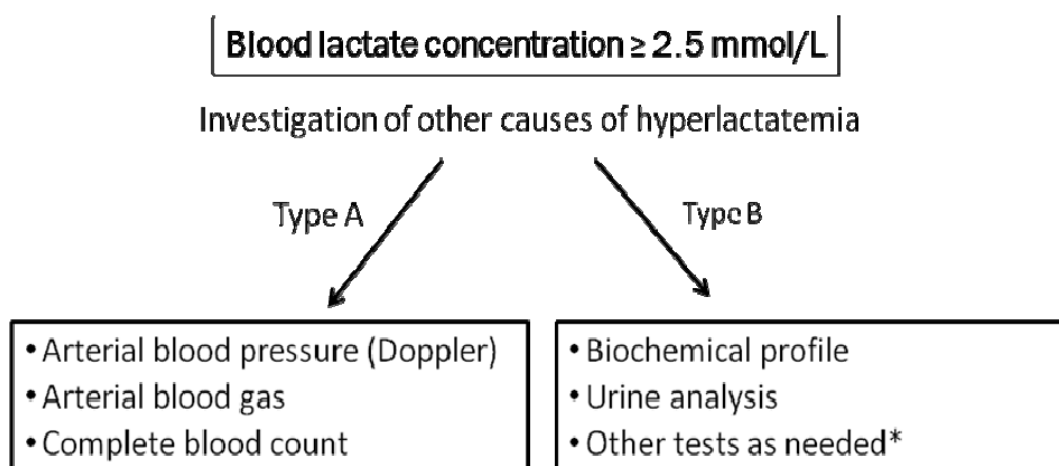 Blood lactate concentration ≥ 2.5 mmol/L
Investigation of other causes of hyperlactatemia
Type A
Type B
• Arterial blood pressure (Doppler)
• Arterial blood gas
• Complete blood count
• Biochemical profile
• Urine analysis
• Other tests as needed*